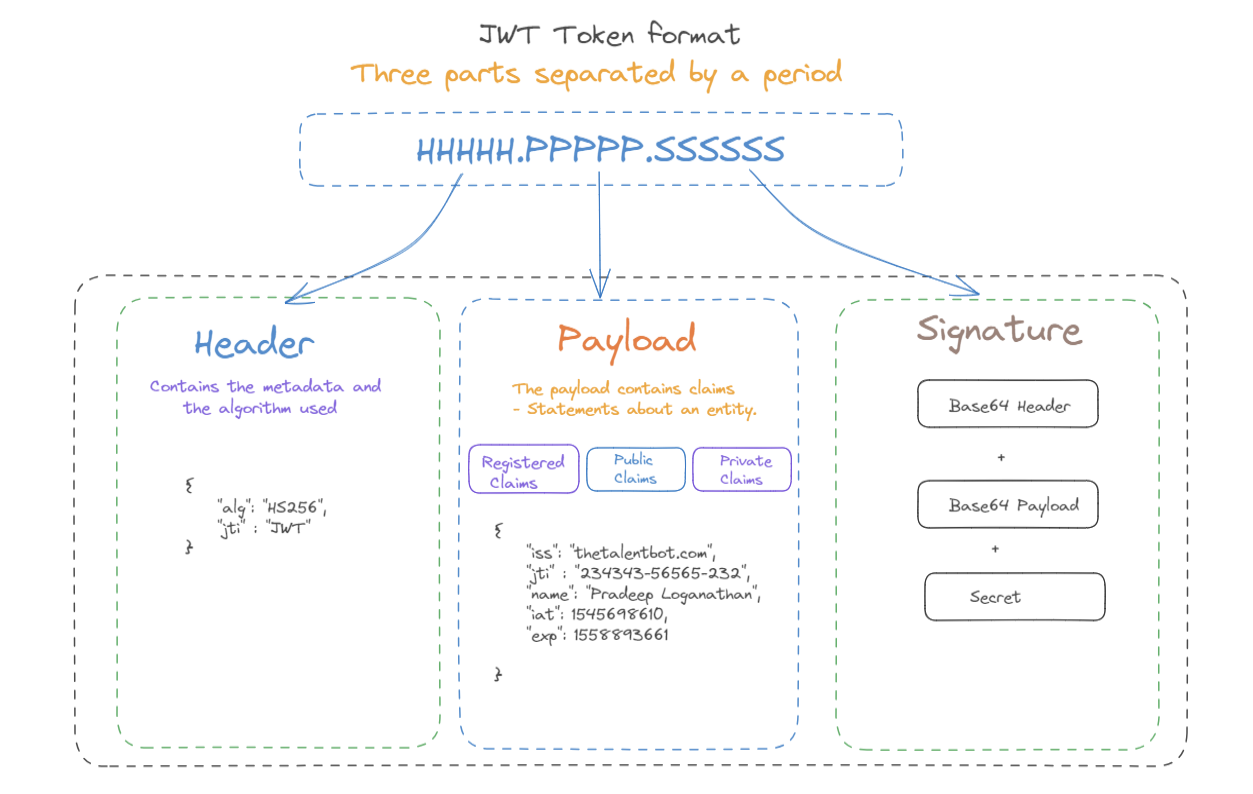 JWT Token format
Three parts separated by a period
HHHHH.PPPPP.SSSSSS
Header
Contains the metadata and
the algorithm used
{
"alg": "HS256",
"jti" : "JWT"
}
Payload
The payload contains claims
- Statements about an entity.
Registered
Claims
Public
Claims
Private
Claims
{
"iss": "thetalentbot.com",
"jti" : "234343-56565-232",
"name": "Pradeep Loganathan",
"iat": 1545698610,
"exp": 1558893661
}
Signature
Base64 Header
+
Base64 Payload
+
Secret